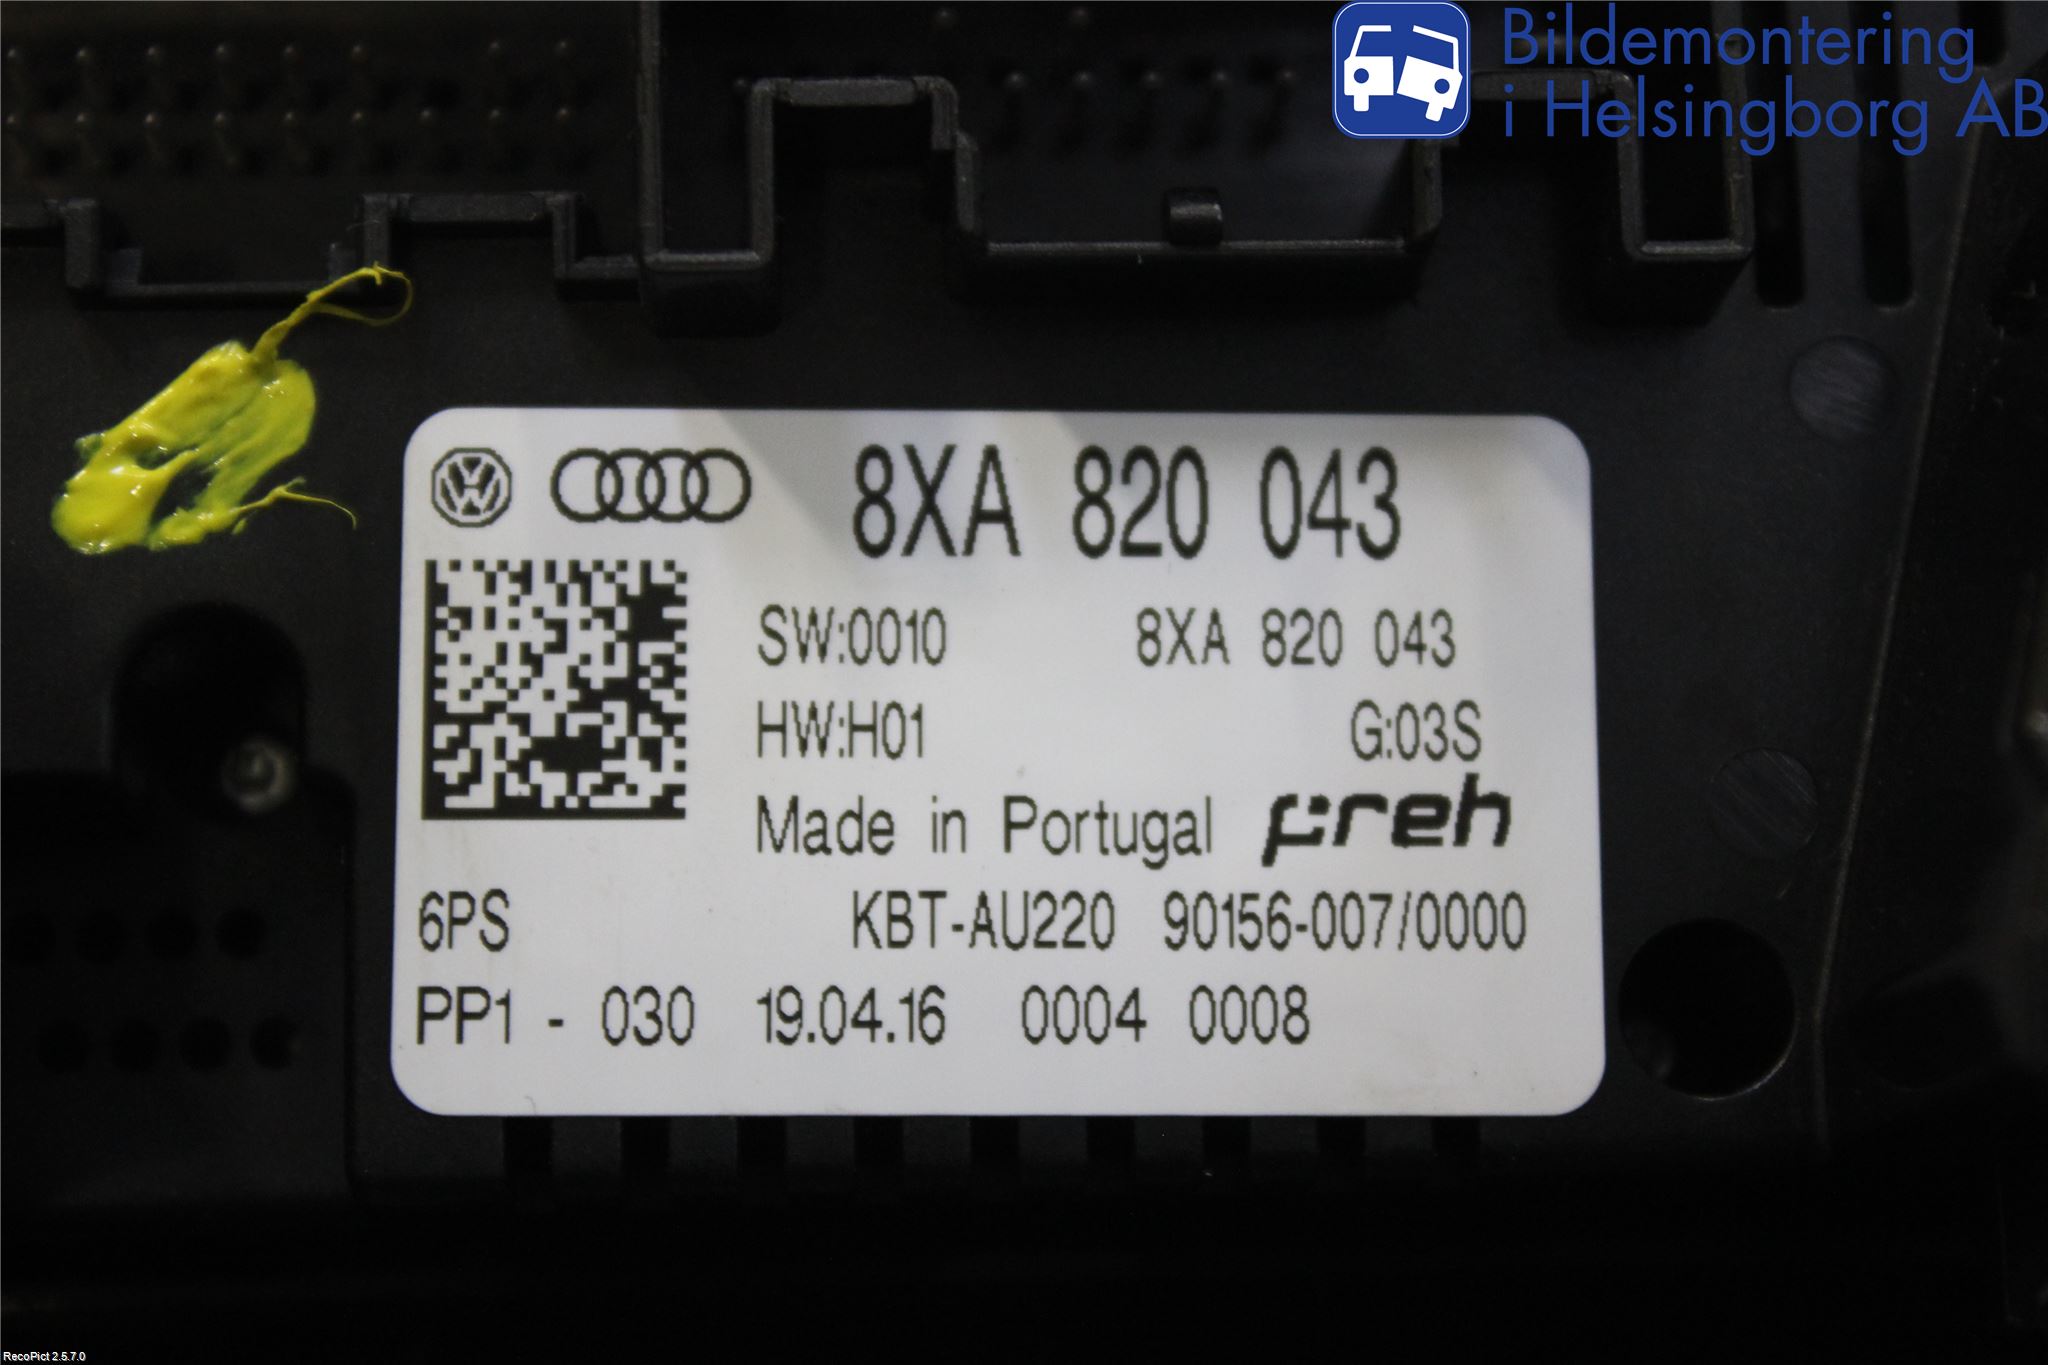 Bildemontering
i Helsingborg AB
8XA 820 043
SW:0010 8XA 820 043
HW:H01 G:03S
Made in Portugal preh
6PS KBT-AU220 90156-007/0000
PP1 - 030 19.04.16 0004 0008
RecoPict 2.5.7.0